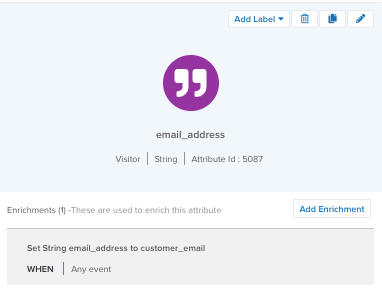 Add Label
email_address
Visitor | String | Attribute Id : 5087
Enrichments (1) -These are used to enrich this attribute
Add Enrichment
Set String email_address to customer_email
WHEN | Any event